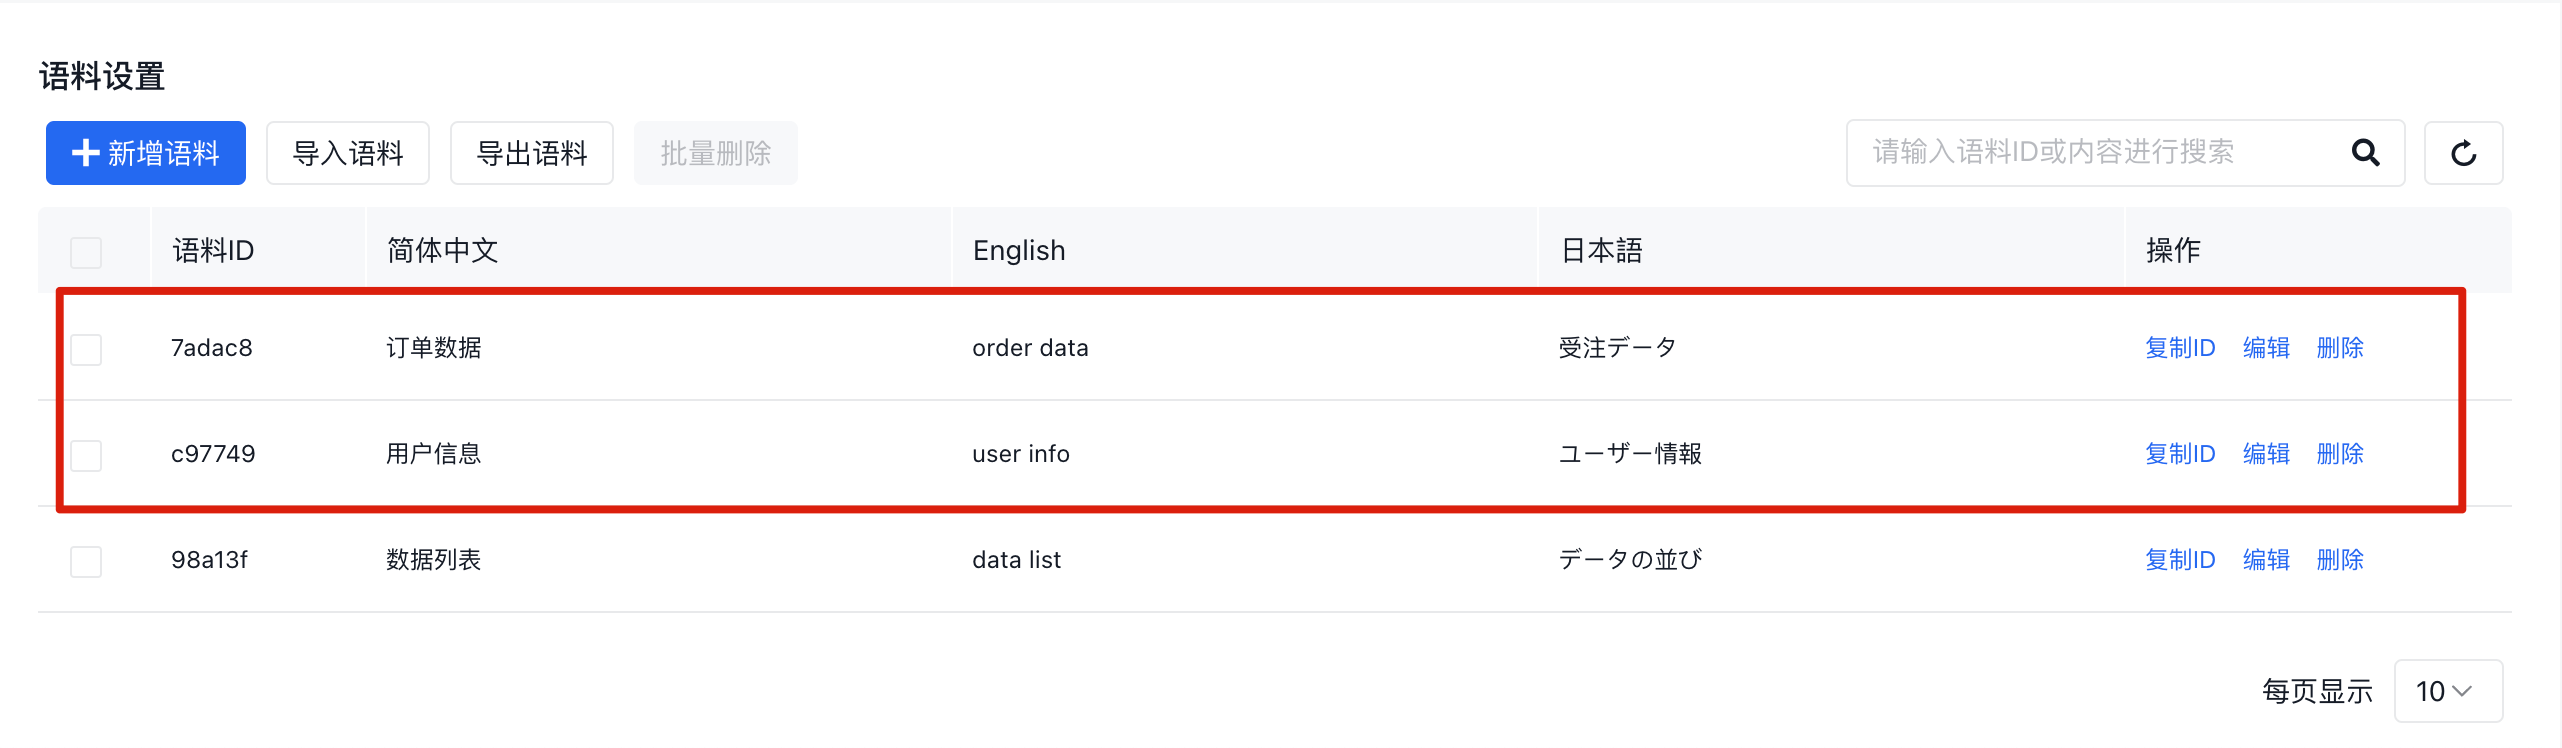 语料设置
新增语料 导入语料 导出语料 批量删除 请输入语料ID或内容进行搜索
语料ID 简体中文 English 日本語 操作
7adac8 订单数据 order data 受注データ 复制ID 编辑 删除
c97749 用户信息 user info ユーザー情報 复制ID 编辑 删除
98a13f 数据列表 data list データの並び 复制ID 编辑 删除
每页显示 10